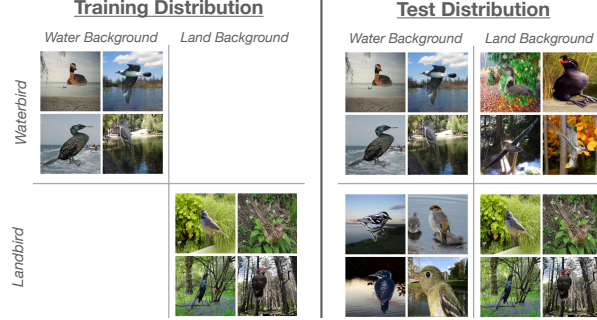 Training Distribution
Test Distribution
Water Background
Land Background
Water Background
Land Background
Waterbird
Landbird